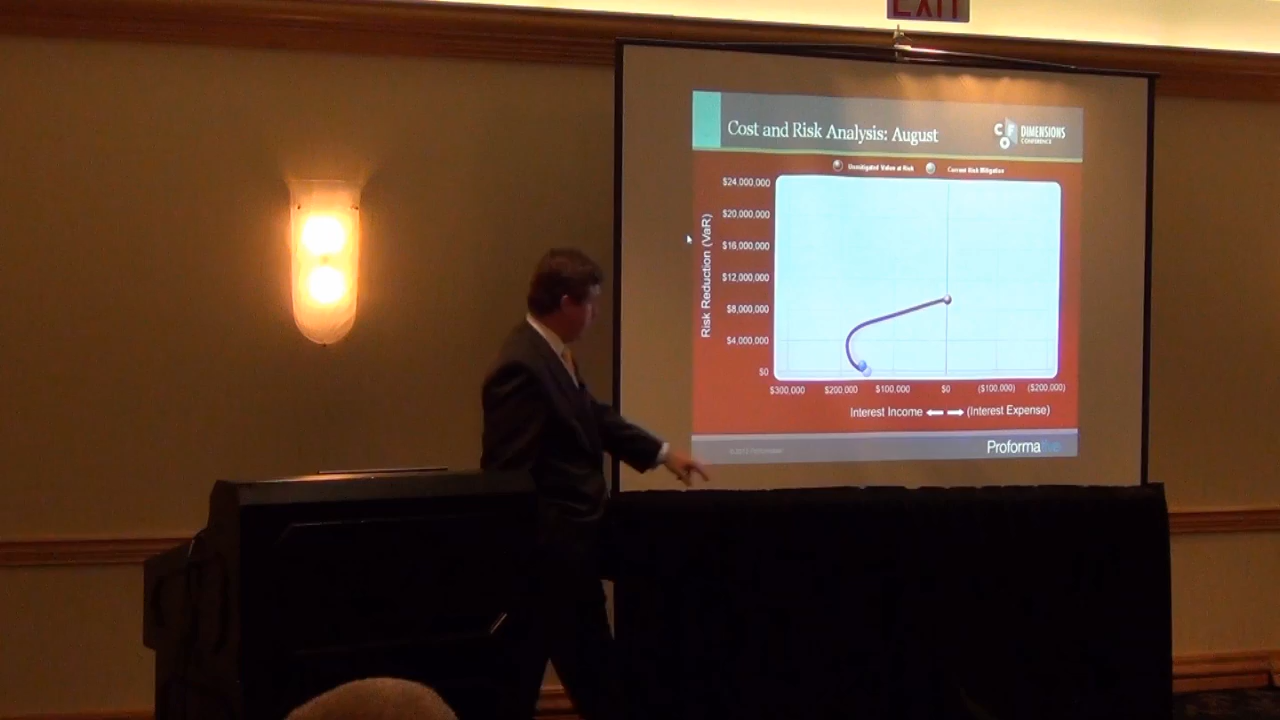 EXIT
Cost and Risk Analysis: August
CFO DIMENSIONS
CONFERENCE
Unmitigated Value at Risk
Current Risk Mitigation
Risk Reduction (VaR)
$24,000,000
$20,000,000
$16,000,000
$12,000,000
$8,000,000
$4,000,000
$0
$300,000 $200,000 $100,000 $0 ($100,000) ($200,000)
Interest Income (Interest Expense)
Proformative